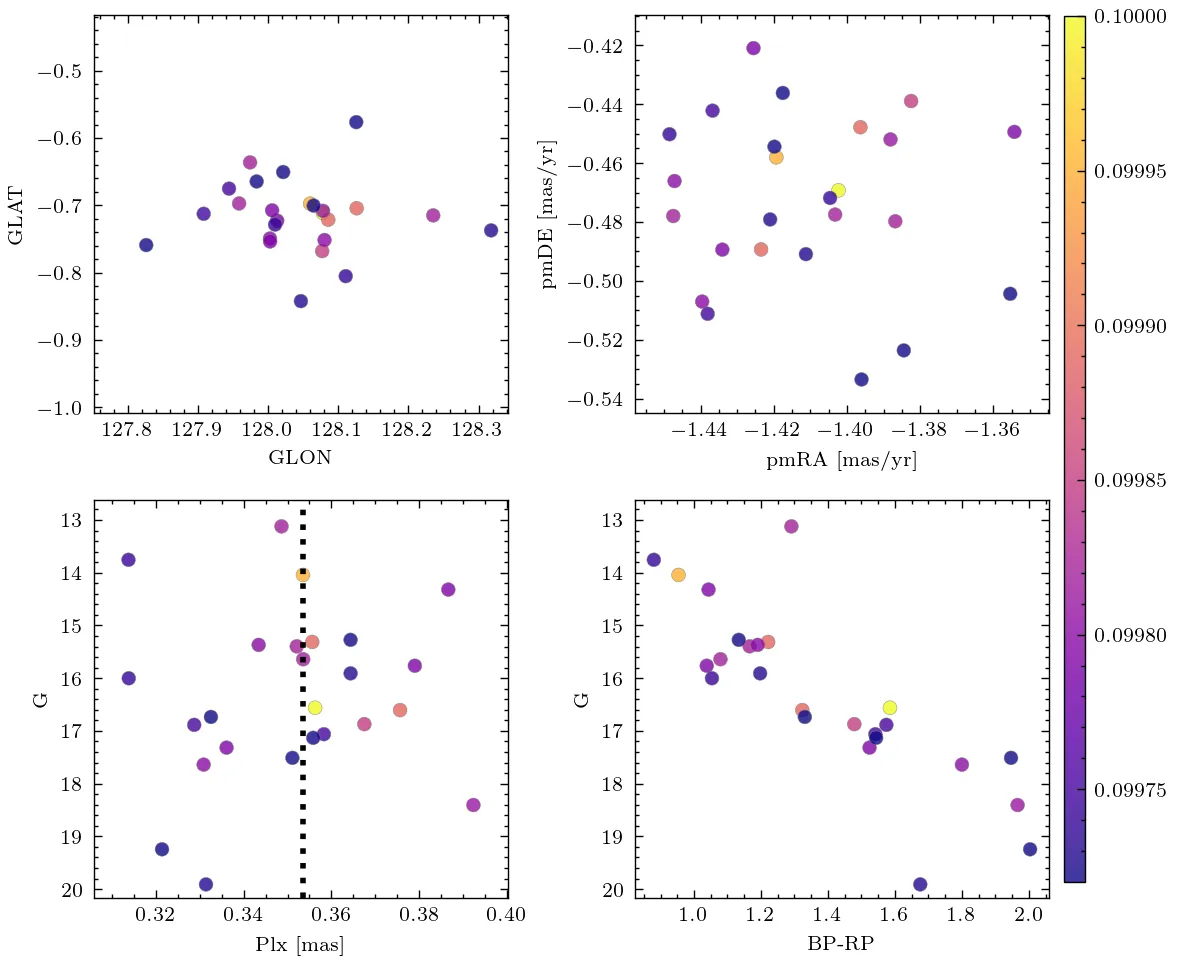 −0.5
−0.6
−0.7
−0.8
−0.9
−1.0
GLAT
127.8 127.9 128.0 128.1 128.2 128.3
GLON
−0.42
−0.44
−0.46
−0.48
−0.50
−0.52
−0.54
pmDE [mas/yr]
−1.44 −1.42 −1.40 −1.38 −1.36
pmRA [mas/yr]
0.10000
0.09995
0.09990
0.09985
0.09980
0.09975
13
14
15
16
17
18
19
20
G
0.32 0.34 0.36 0.38 0.40
Plx [mas]
13
14
15
16
17
18
19
20
G
1.0 1.2 1.4 1.6 1.8 2.0
BP-RP